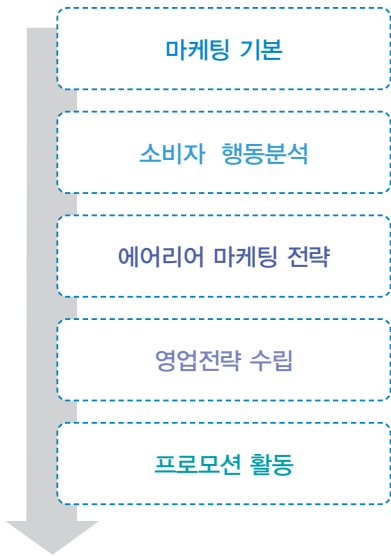 마케팅 기본
소비자 행동분석
에어리어 마케팅 전략
영업전략 수립
프로모션 활동